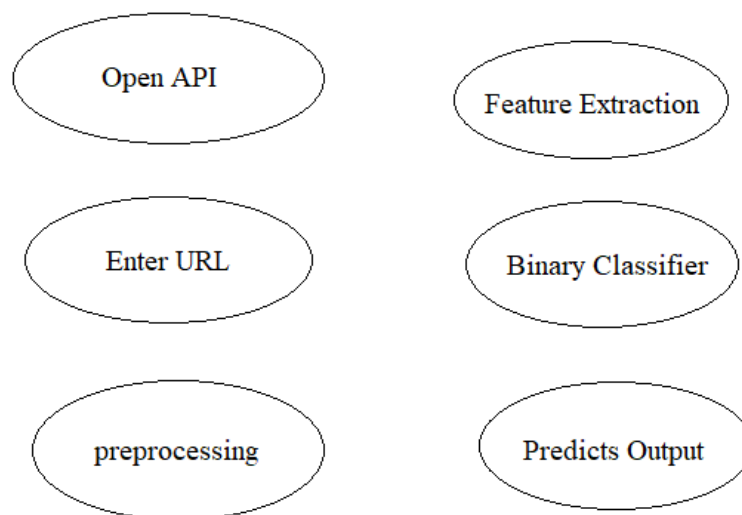 Open API
Enter URL
preprocessing
Feature Extraction
Binary Classifier
Predicts Output